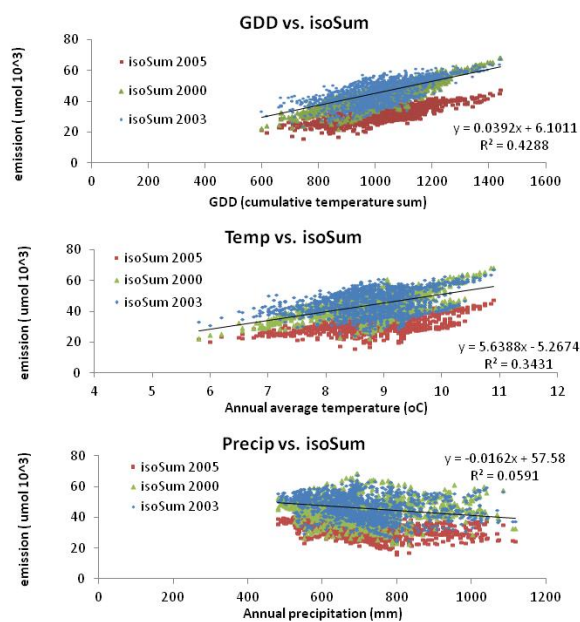 GDD vs. isoSum
emission ( umol 10^3)
80
60
40
20
0
isoSum 2005
isoSum 2000
isoSum 2003
y = 0.0392x + 6.1011
R² = 0.4288
0 200 400 600 800 1000 1200 1400 1600
GDD (cumulative temperature sum)
Temp vs. isoSum
emission ( umol 10^3)
80
60
40
20
0
isoSum 2005
isoSum 2000
isoSum 2003
y = 5.6388x - 5.2674
R² = 0.3431
4 5 6 7 8 9 10 11 12
Annual average temperature (oC)
Precip vs. isoSum
emission ( umol 10^3)
80
60
40
20
0
isoSum 2005
isoSum 2000
isoSum 2003
y = -0.0162x + 57.58
R² = 0.0591
0 200 400 600 800 1000 1200
Annual precipitation (mm)